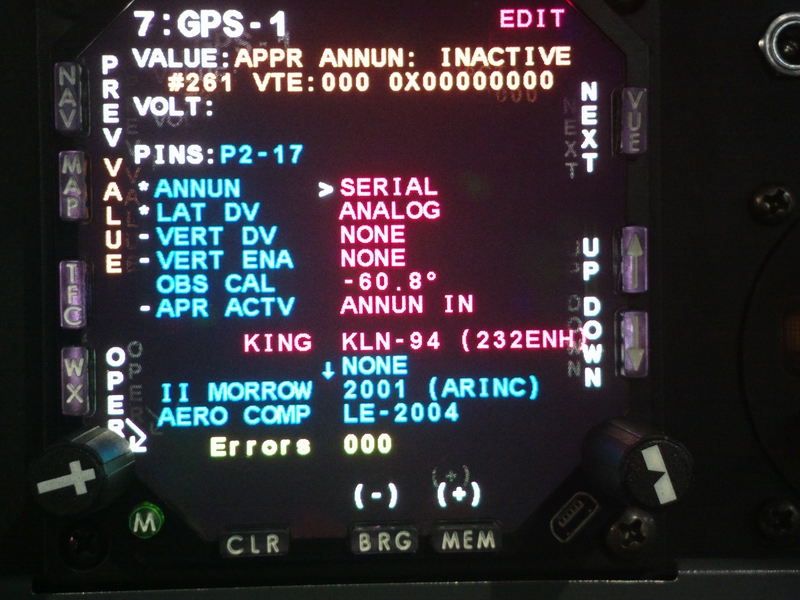 7:GPS-1 EDIT
VALUE:APPR ANNUN: INACTIVE
#261 VTE:000 0X00000000
VOLT:
PINS:P2-17
*ANNUN >SERIAL
*LAT DV ANALOG
-VERT DV NONE
-VERT ENA NONE
OBS CAL -60.8°
-APR ACTV ANNUN IN
KING KLN-94 (232ENH)
↓NONE
II MORROW 2001 (ARINC)
AERO COMP LE-2004
Errors 000
(-) (+)
PREV VALUE
OPER
NEXT
UP DOWN
NAV
MAP
TFC
WX
VUE
M
CLR BRG MEM